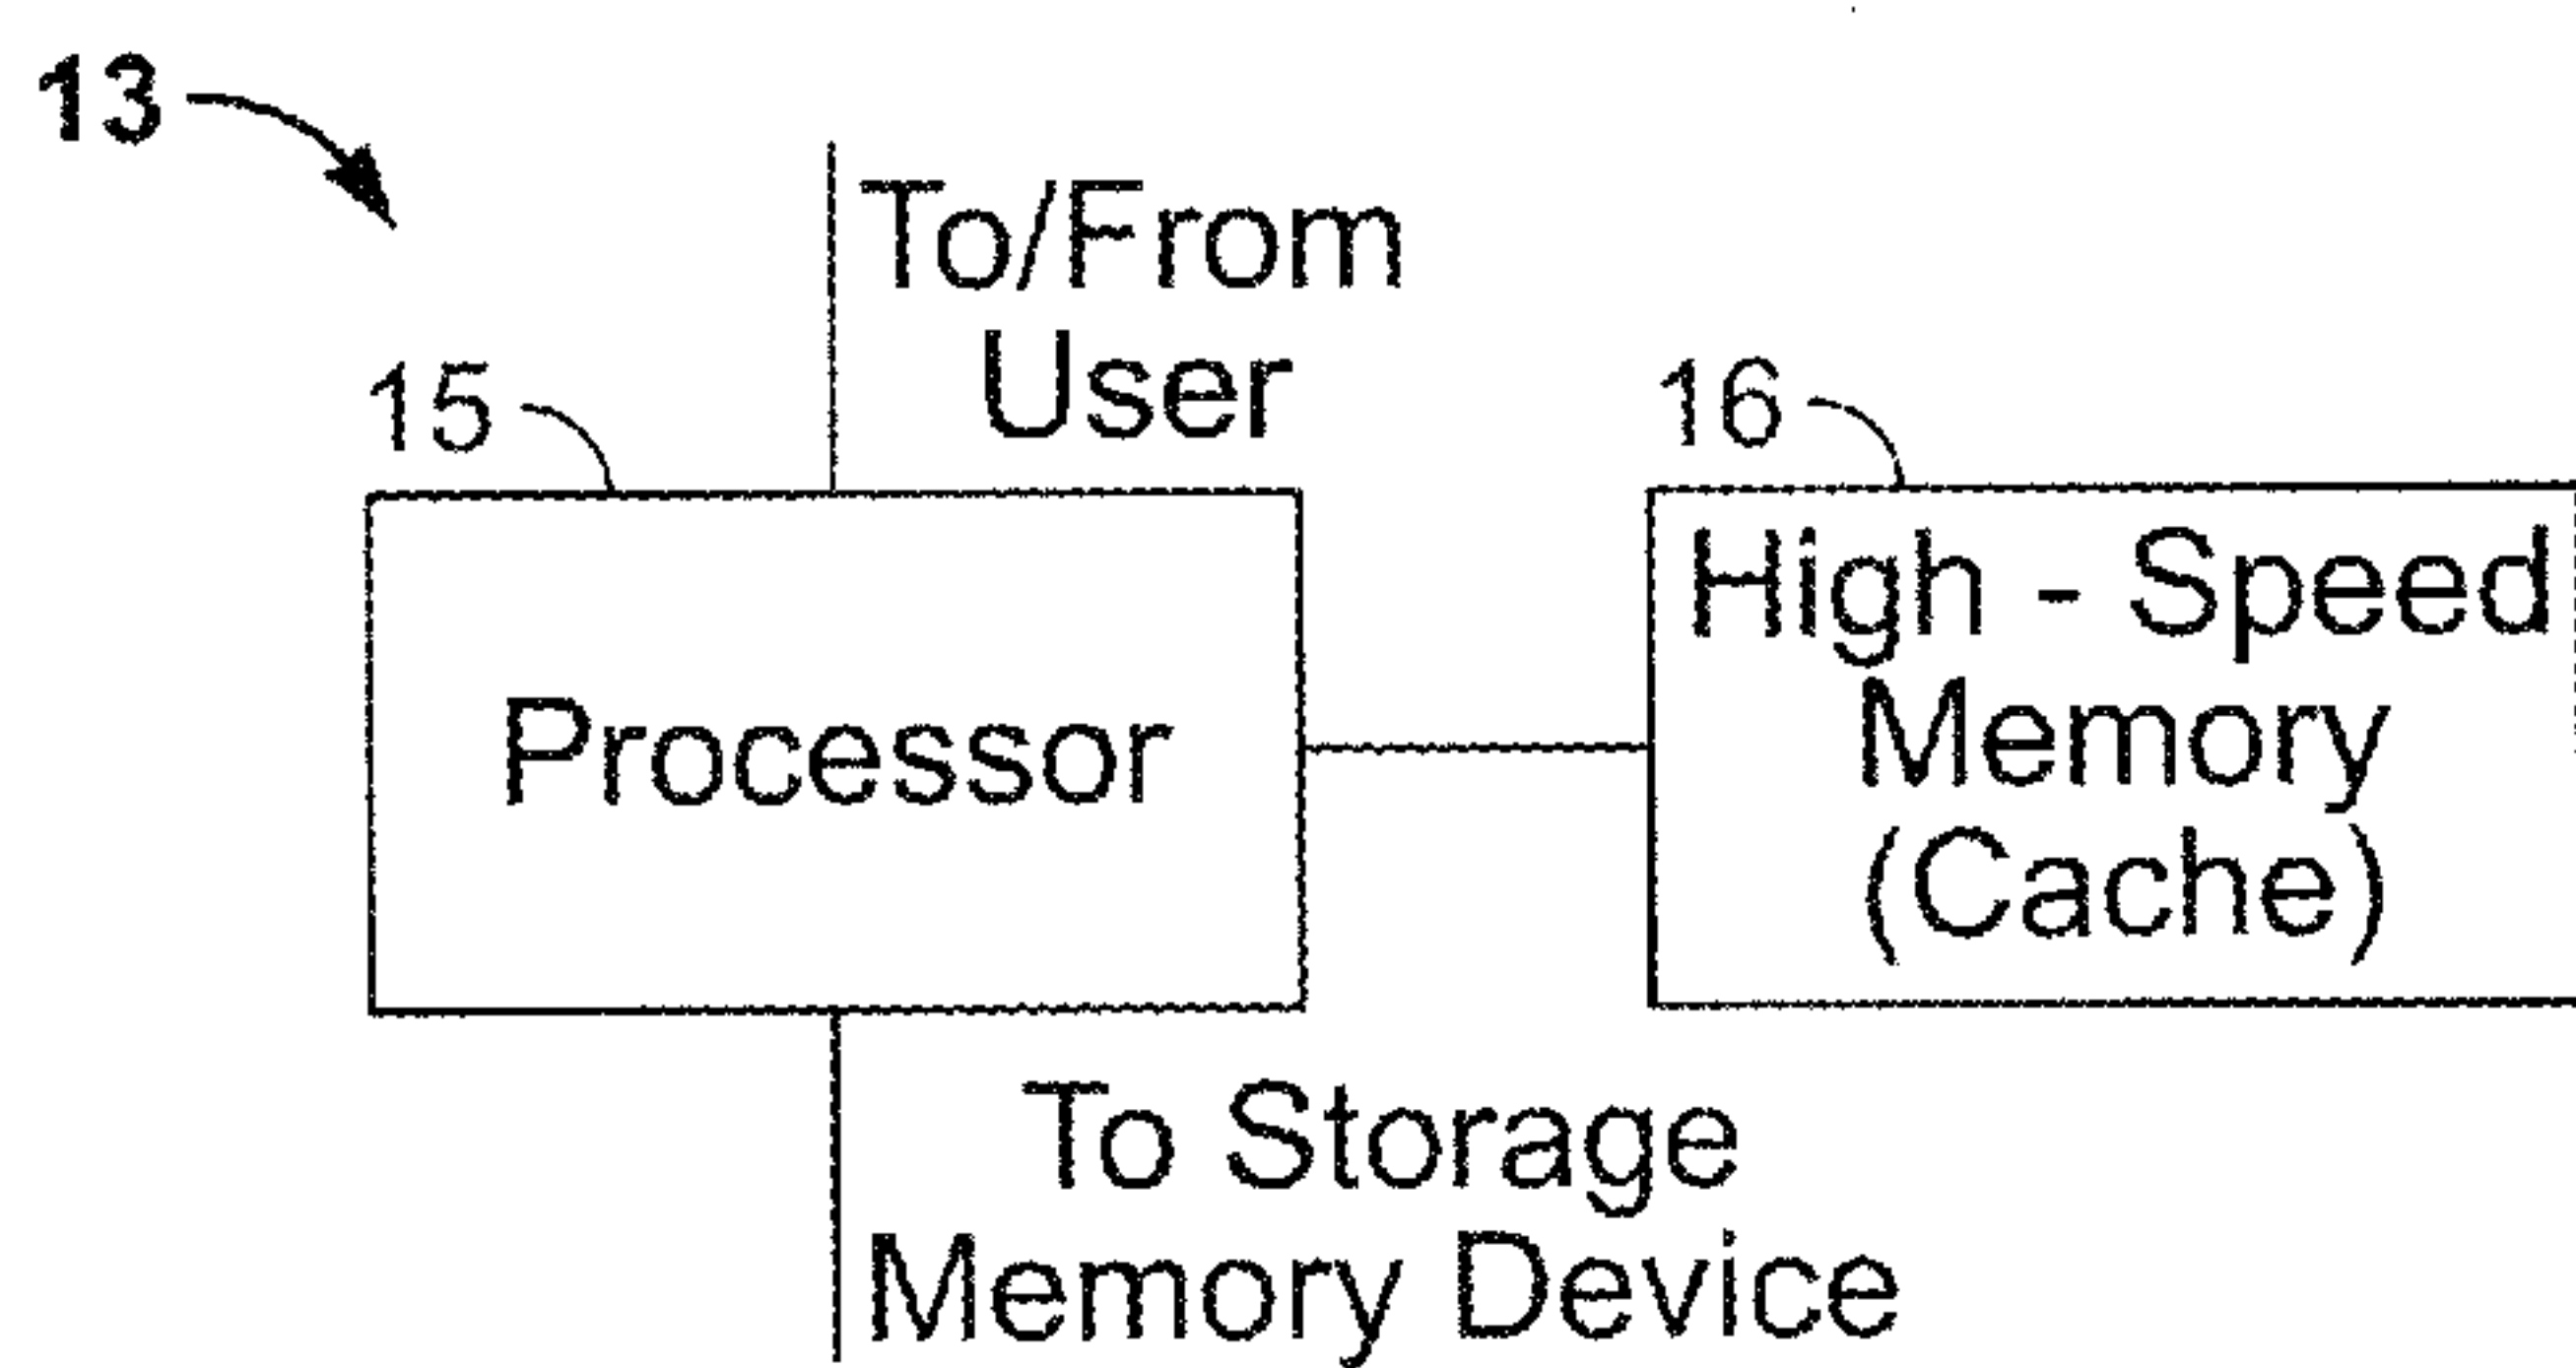 13
To/From
User
15
16
Processor
High - Speed
Memory
(Cache)
To Storage
Memory Device